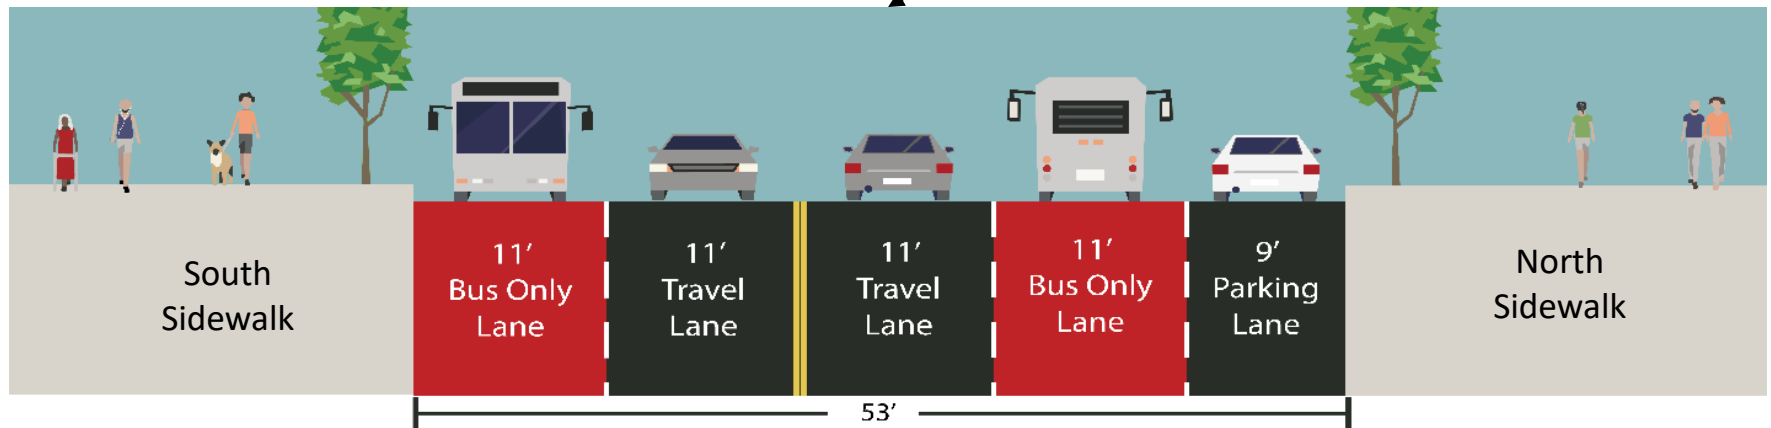 South
Sidewalk
11’
Bus Only
Lane
11’
Travel
Lane
11’
Travel
Lane
11’
Bus Only
Lane
9’
Parking
Lane
North
Sidewalk
53’